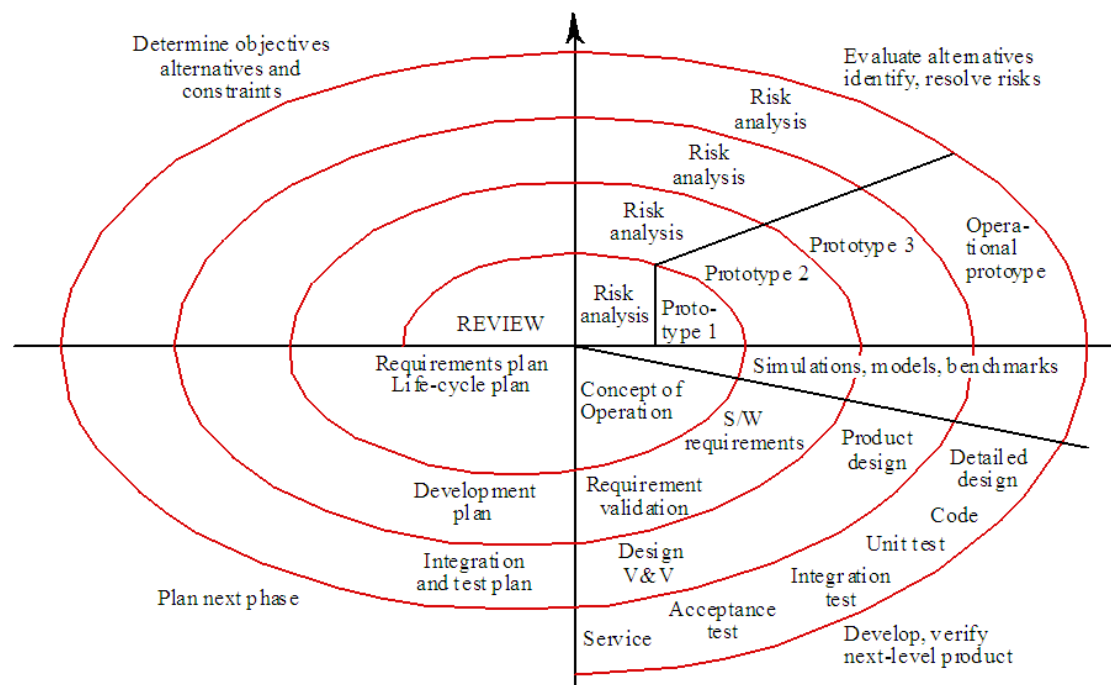 Determine objectives
alternatives and
constraints
Evaluate alternatives
identify, resolve risks
Risk
analysis
Risk
analysis
Risk
analysis
Risk
analysis
Proto-
type 1
Prototype 2
Prototype 3
Opera-
tional
protoype
REVIEW
Requirements plan
Life-cycle plan
Simulations, models, benchmarks
Concept of
Operation
S/W
requirements
Product
design
Detailed
design
Development
plan
Requirement
validation
Code
Unit test
Integration
and test plan
Design
V&V
Integration
test
Plan next phase
Acceptance
test
Service
Develop, verify
next-level product